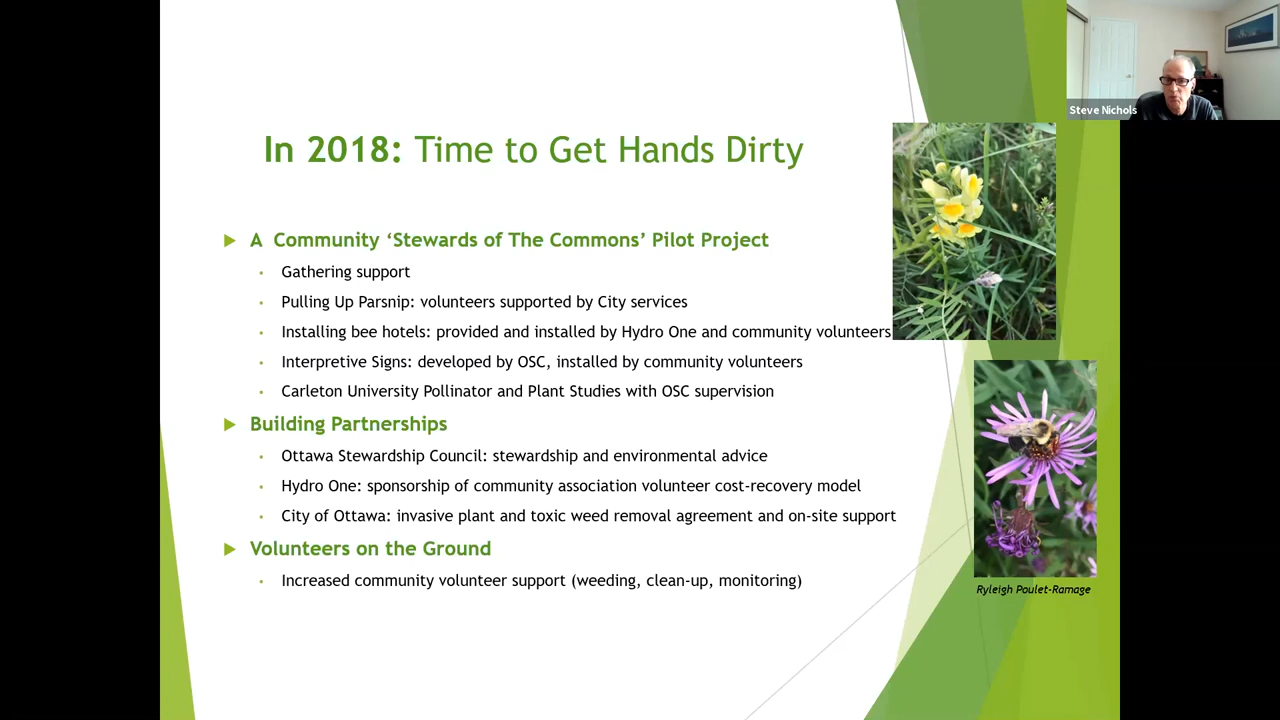 Steve Nichols
In 2018: Time to Get Hands Dirty
A Community ‘Stewards of The Commons’ Pilot Project
Gathering support
Pulling Up Parsnip: volunteers supported by City services
Installing bee hotels: provided and installed by Hydro One and community volunteers
Interpretive Signs: developed by OSC, installed by community volunteers
Carleton University Pollinator and Plant Studies with OSC supervision
Building Partnerships
Ottawa Stewardship Council: stewardship and environmental advice
Hydro One: sponsorship of community association volunteer cost-recovery model
City of Ottawa: invasive plant and toxic weed removal agreement and on-site support
Volunteers on the Ground
Increased community volunteer support (weeding, clean-up, monitoring)
Ryleigh Poulet-Ramage